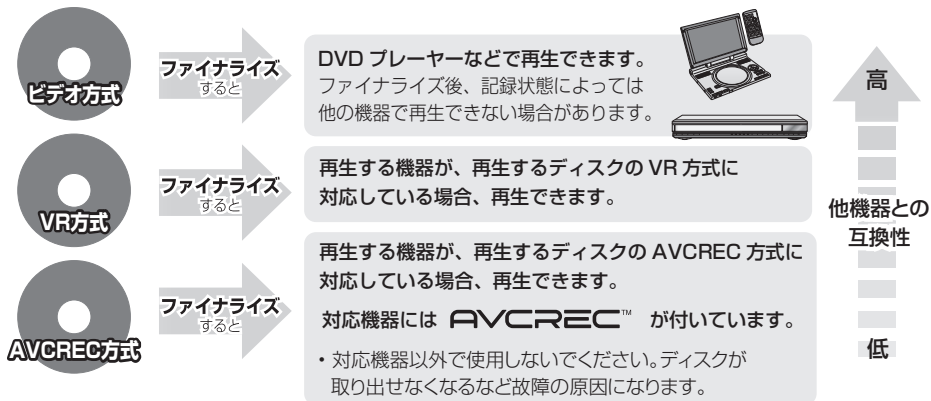 ビデオ方式
ファイナライズ
すると
DVD プレーヤーなどで再生できます。
ファイナライズ後、記録状態によっては
他の機器で再生できない場合があります。
VR方式
ファイナライズ
すると
再生する機器が、再生するディスクの VR 方式に
対応している場合、再生できます。
AVCREC方式
ファイナライズ
すると
再生する機器が、再生するディスクの AVCREC 方式に
対応している場合、再生できます。
対応機器には AVCREC™ が付いています。
・対応機器以外で使用しないでください。ディスクが
取り出せなくなるなど故障の原因になります。
高
他機器との
互換性
低